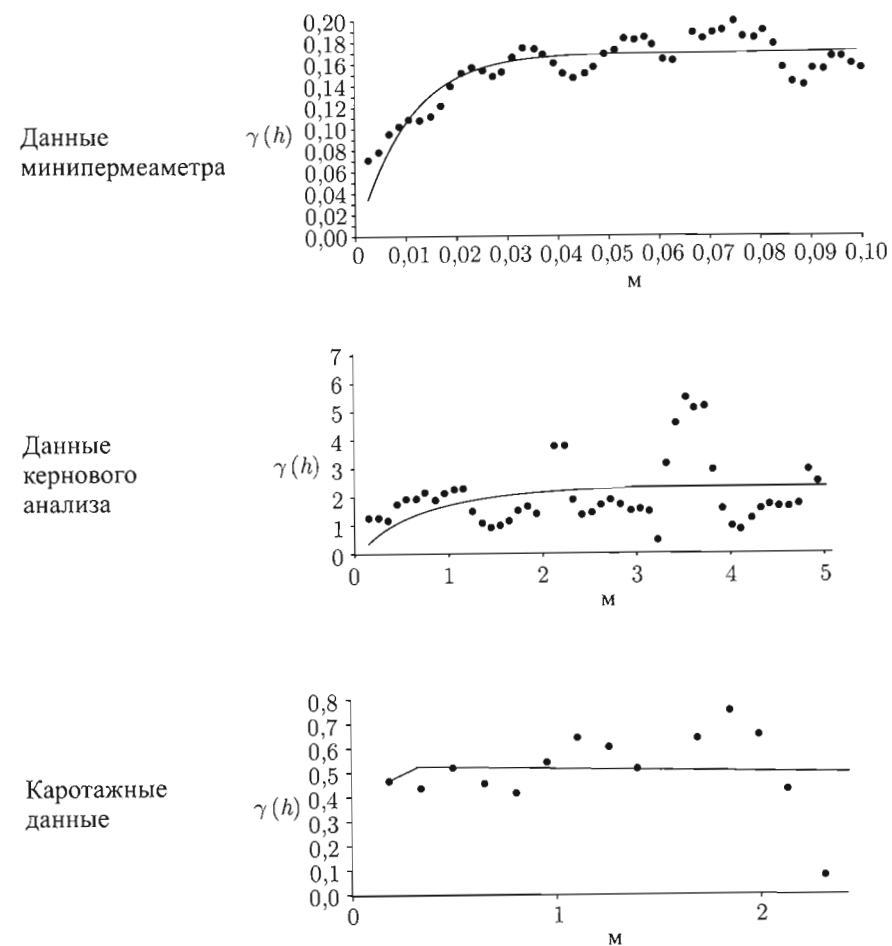 Данные
минипермеаметра
γ(h)
0,20
0,18
0,16
0,14
0,12
0,10
0,08
0,06
0,04
0,02
0,00
0 0,01 0,02 0,03 0,04 0,05 0,06 0,07 0,08 0,09 0,10
м
Данные
кернового
анализа
γ(h)
7
6
5
4
3
2
1
0
0 1 2 3 4 5
м
Каротажные
данные
γ(h)
0,8
0,7
0,6
0,5
0,4
0,3
0,2
0,1
0,0
0 1 2
м